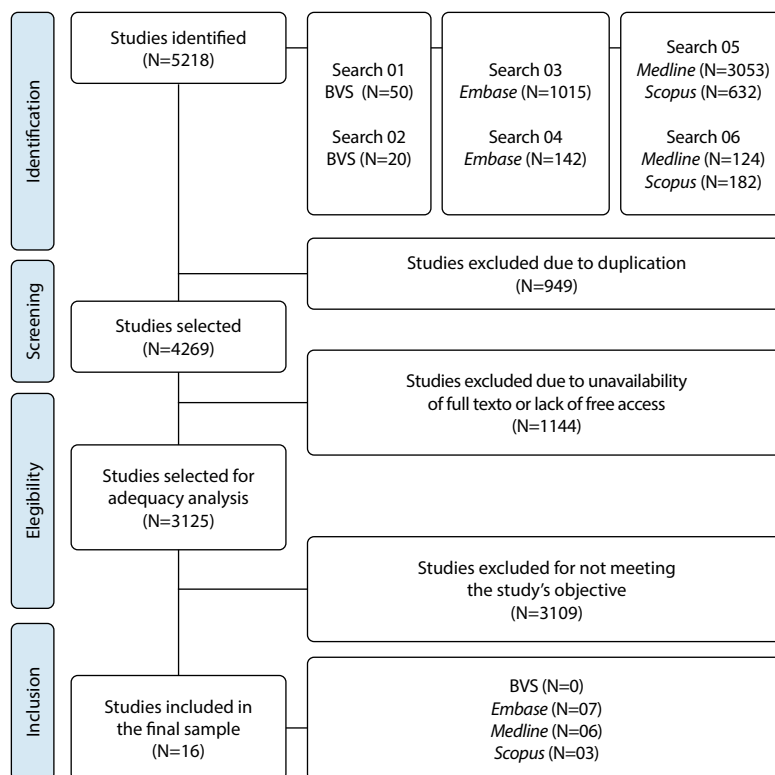 Identification
Studies identified
(N=5218)
Search 01
BVS (N=50)
Search 02
BVS (N=20)
Search 03
Embase (N=1015)
Search 04
Embase (N=142)
Search 05
Medline (N=3053)
Scopus (N=632)
Search 06
Medline (N=124)
Scopus (N=182)
Studies excluded due to duplication
(N=949)
Screening
Studies selected
(N=4269)
Studies excluded due to unavailability
of full texto or lack of free access
(N=1144)
Elegibility
Studies selected for
adequacy analysis
(N=3125)
Studies excluded for not meeting
the study's objective
(N=3109)
Inclusion
Studies included in
the final sample
(N=16)
BVS (N=0)
Embase (N=07)
Medline (N=06)
Scopus (N=03)